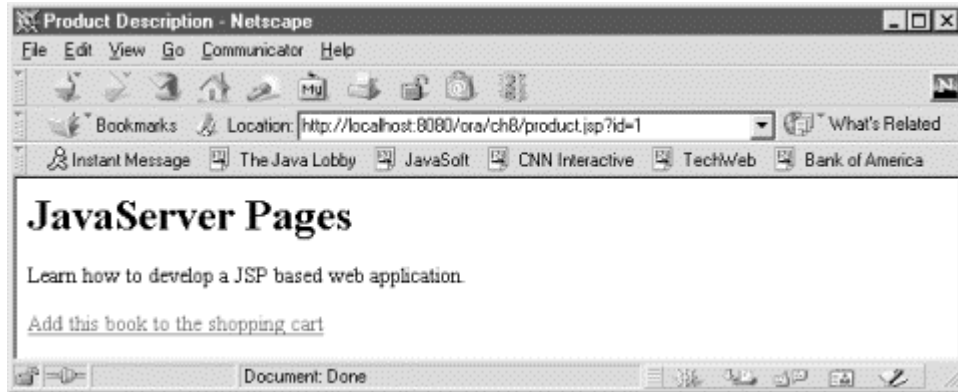 Product Description - Netscape
File Edit View Go Communicator Help
My N
Bookmarks Location: http://localhost:8080/ora/ch8/product.jsp?id=1 What's Related
Instant Message The Java Lobby JavaSoft CNN Interactive TechWeb Bank of America
JavaServer Pages
Learn how to develop a JSP based web application.
Add this book to the shopping cart
Document: Done